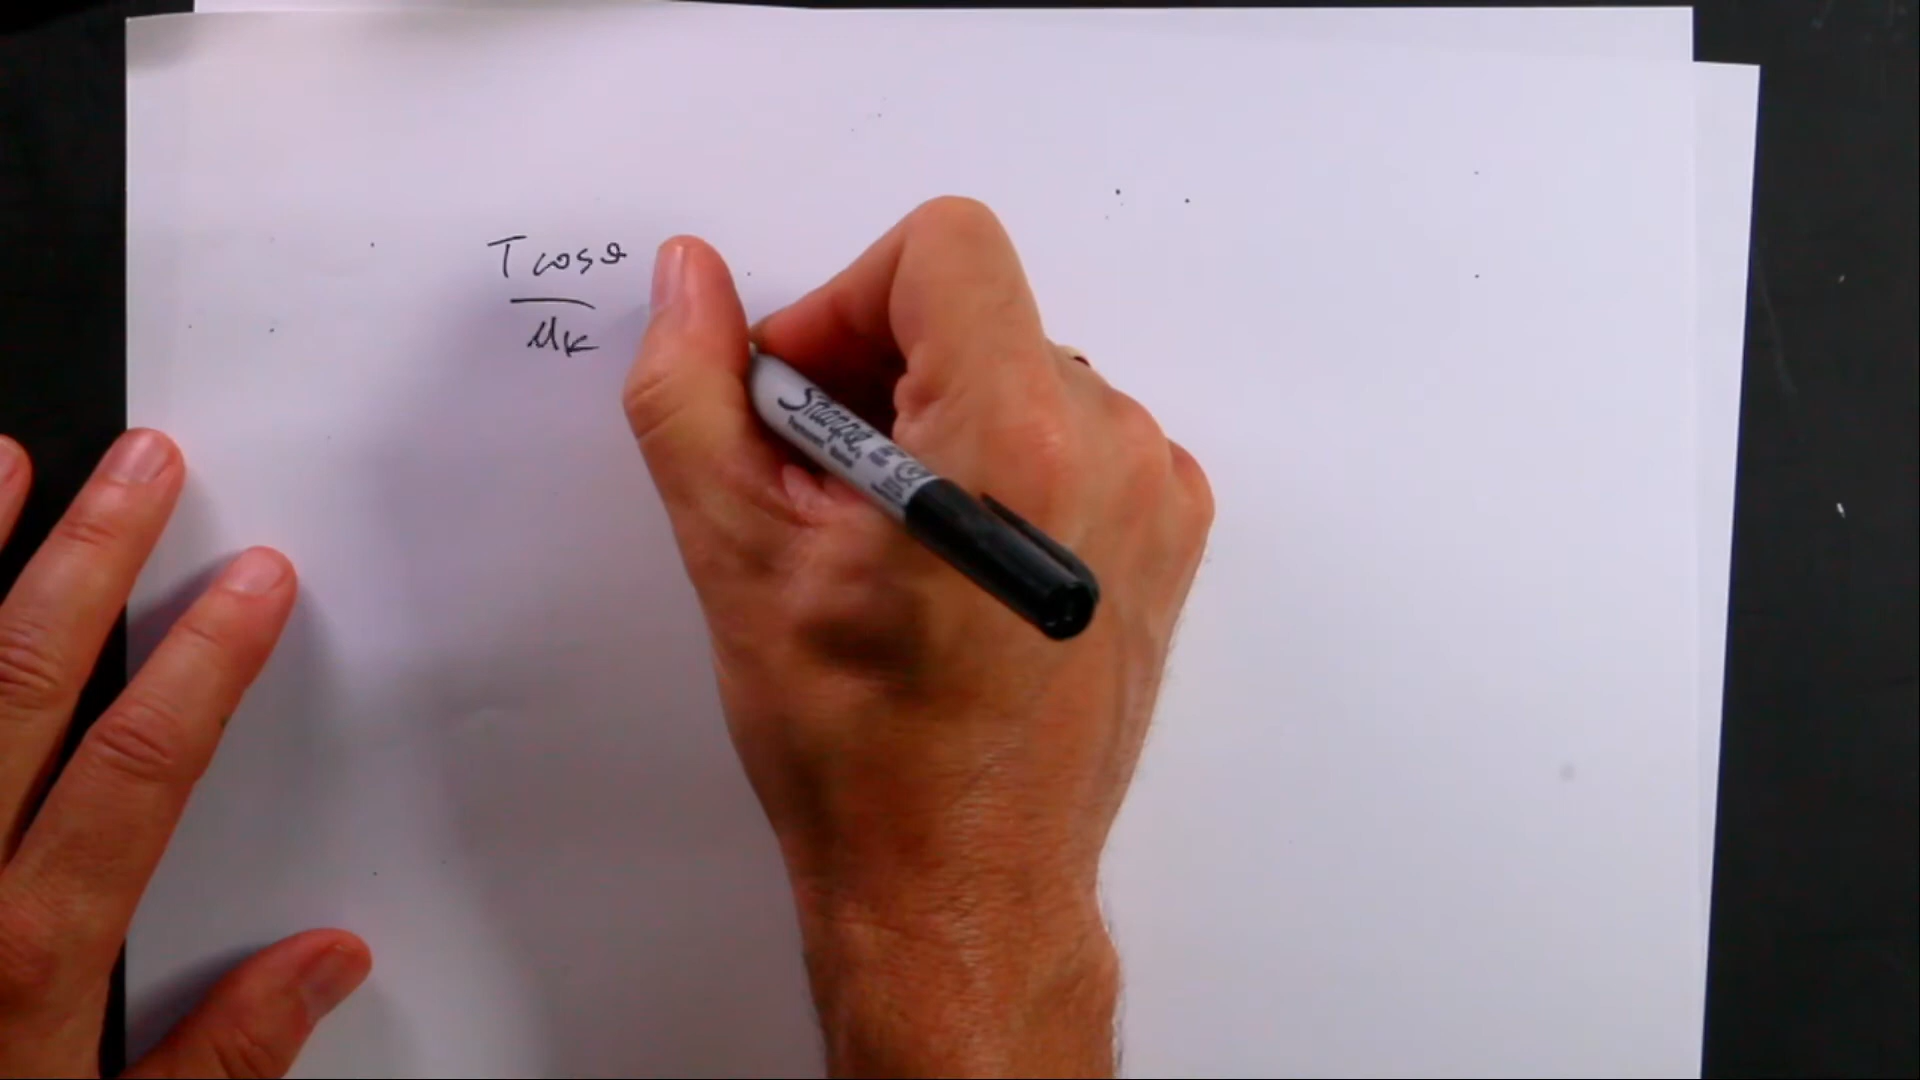 T cos θ
μk
Sharpie